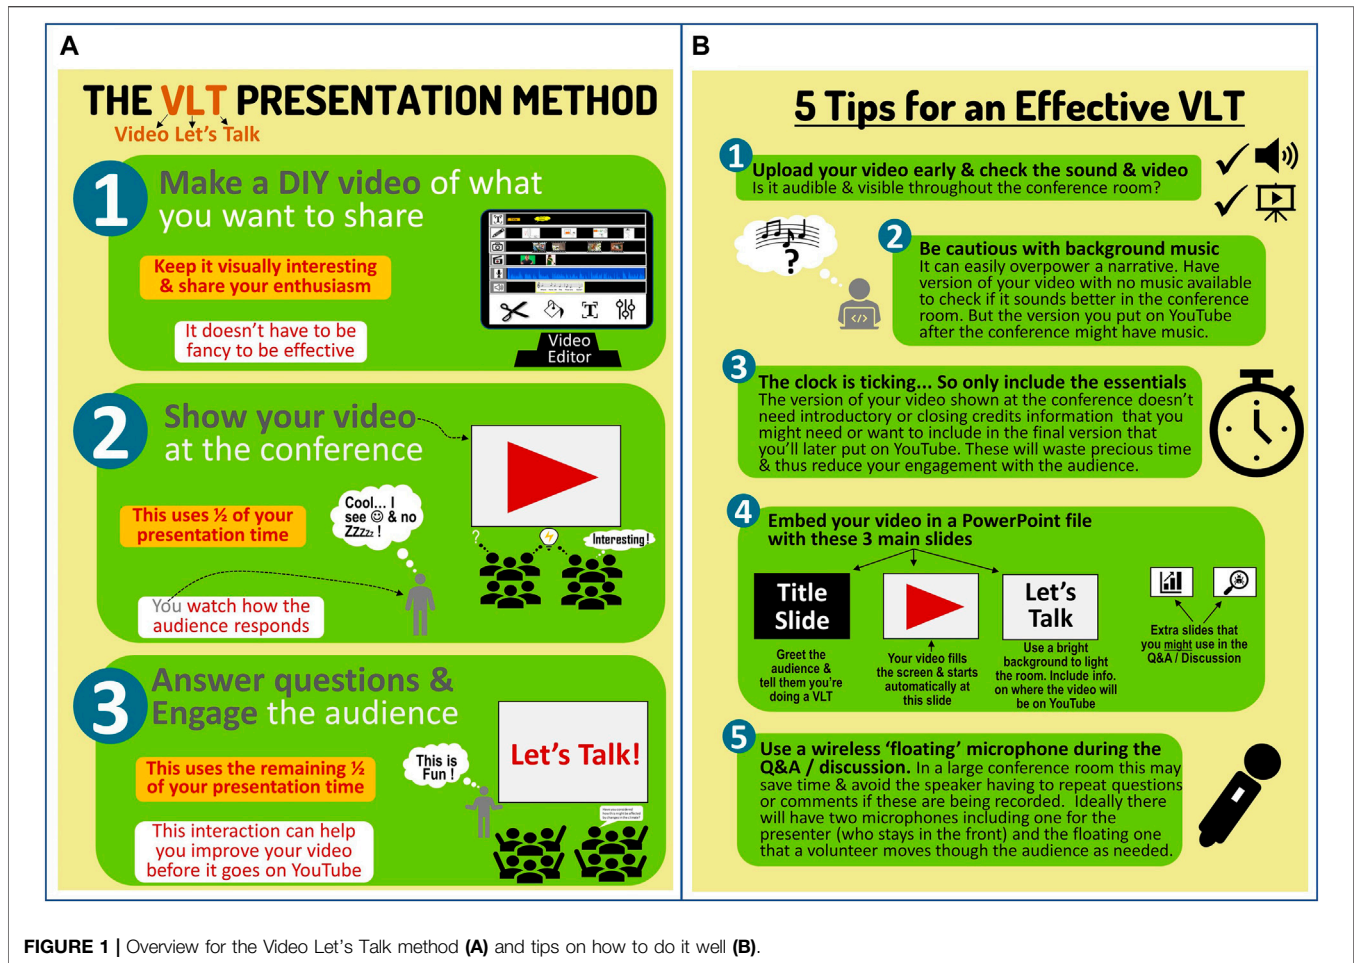 A
THE VLT PRESENTATION METHOD
Video Let's Talk
1
Make a DIY video of what
you want to share
Keep it visually interesting
& share your enthusiasm
It doesn't have to be
fancy to be effective
T
T
Video
Editor
2
Show your video
at the conference
This uses ½ of your
presentation time
Cool... I
see ☺ & no
Zzzzz !
?
Interesting!
You watch how the
audience responds
3
Answer questions &
Engage the audience
This uses the remaining ½
of your presentation time
This is
Fun !
Let's Talk!
This interaction can help
you improve your video
before it goes on YouTube
B
5 Tips for an Effective VLT
1
Upload your video early & check the sound & video
Is it audible & visible throughout the conference room?
?
</>
2
Be cautious with background music
It can easily overpower a narrative. Have
version of your video with no music available
to check if it sounds better in the conference
room. But the version you put on YouTube
after the conference might have music.
3
The clock is ticking... So only include the essentials
The version of your video shown at the conference doesn't
need introductory or closing credits information that you
might need or want to include in the final version that
you'll later put on YouTube. These will waste precious time
& thus reduce your engagement with the audience.
4
Embed your video in a PowerPoint file
with these 3 main slides
Title
Slide
Greet the
audience &
tell them you're
doing a VLT
Your video fills
the screen & starts
automatically at
this slide
Let's
Talk
Use a bright
background to light
the room. Include info.
on where the video will
be on YouTube
Extra slides that
you might use in the
Q&A / Discussion
5
Use a wireless 'floating' microphone during the
Q&A / discussion. In a large conference room this may
save time & avoid the speaker having to repeat questions
or comments if these are being recorded. Ideally there
will have two microphones including one for the
presenter (who stays in the front) and the floating one
that a volunteer moves though the audience as needed.
FIGURE 1 | Overview for the Video Let's Talk method (A) and tips on how to do it well (B).